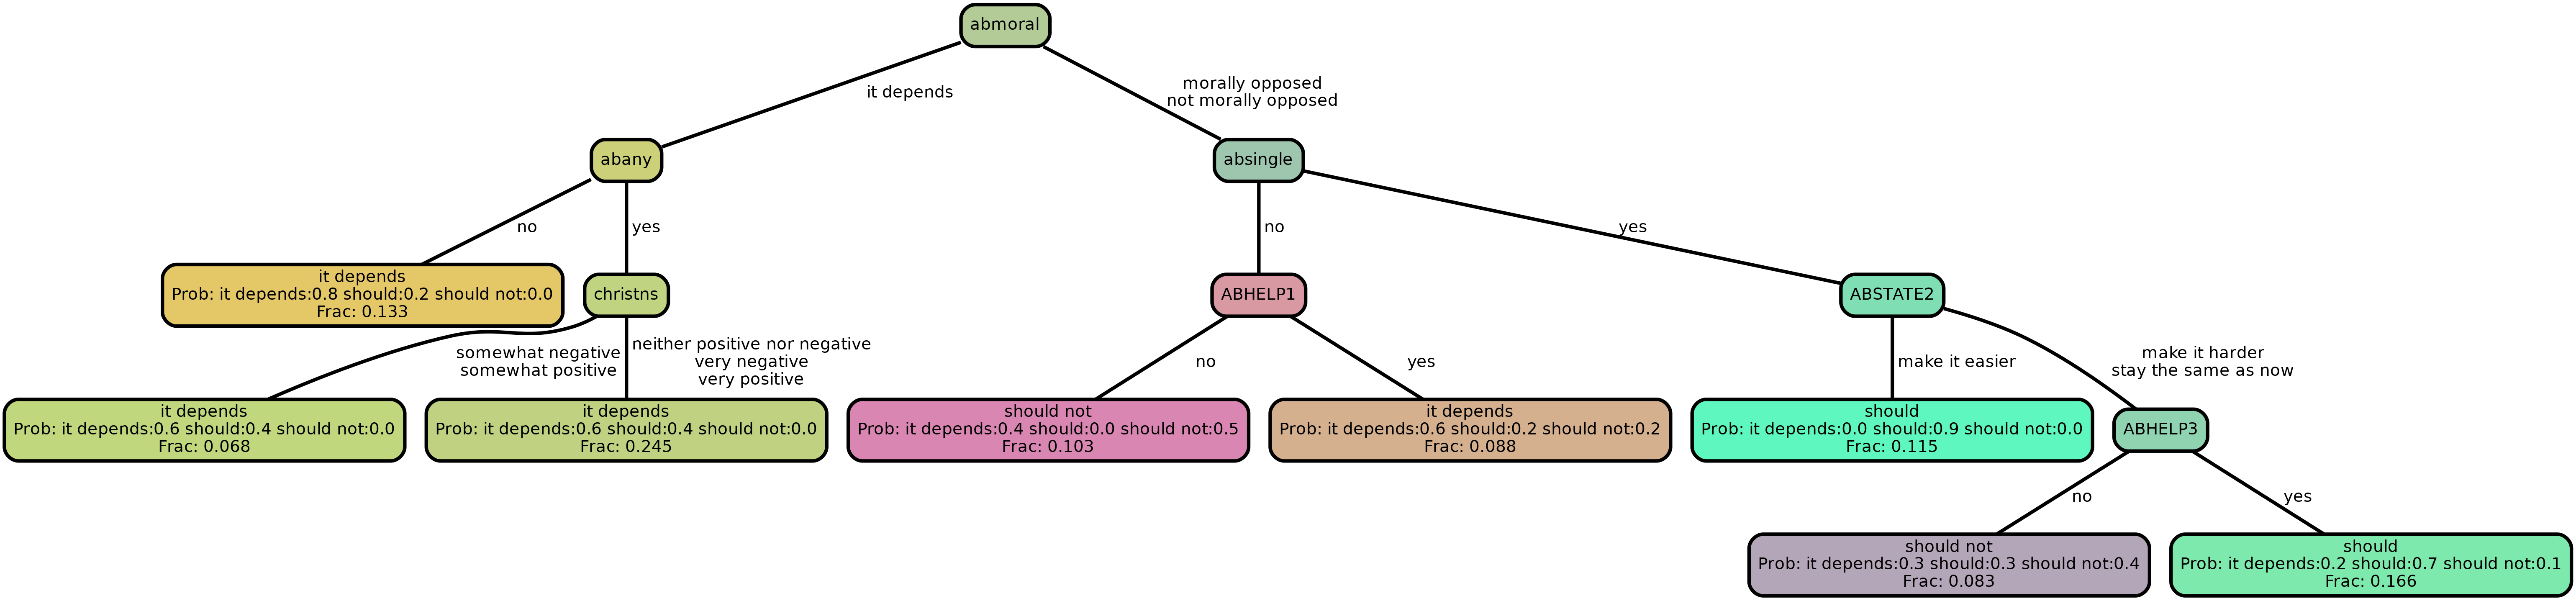 abmoral
it depends
morally opposed
not morally opposed
abany
absingle
no
yes
no
yes
it depends
Prob: it depends:0.8 should:0.2 should not:0.0
Frac: 0.133
christns
ABHELP1
ABSTATE2
somewhat negative
somewhat positive
neither positive nor negative
very negative
very positive
no
yes
make it easier
make it harder
stay the same as now
it depends
Prob: it depends:0.6 should:0.4 should not:0.0
Frac: 0.068
it depends
Prob: it depends:0.6 should:0.4 should not:0.0
Frac: 0.245
should not
Prob: it depends:0.4 should:0.0 should not:0.5
Frac: 0.103
it depends
Prob: it depends:0.6 should:0.2 should not:0.2
Frac: 0.088
should
Prob: it depends:0.0 should:0.9 should not:0.0
Frac: 0.115
ABHELP3
no
yes
should not
Prob: it depends:0.3 should:0.3 should not:0.4
Frac: 0.083
should
Prob: it depends:0.2 should:0.7 should not:0.1
Frac: 0.166